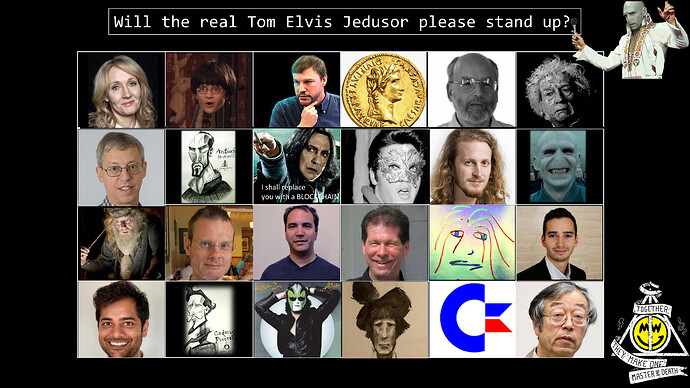 Will the real Tom Elvis Jedusor please stand up?
I shall replace
you with a BLOCKCHAIN
TOGETHER
THEY MAKE ONE
MASTER OF DEATH